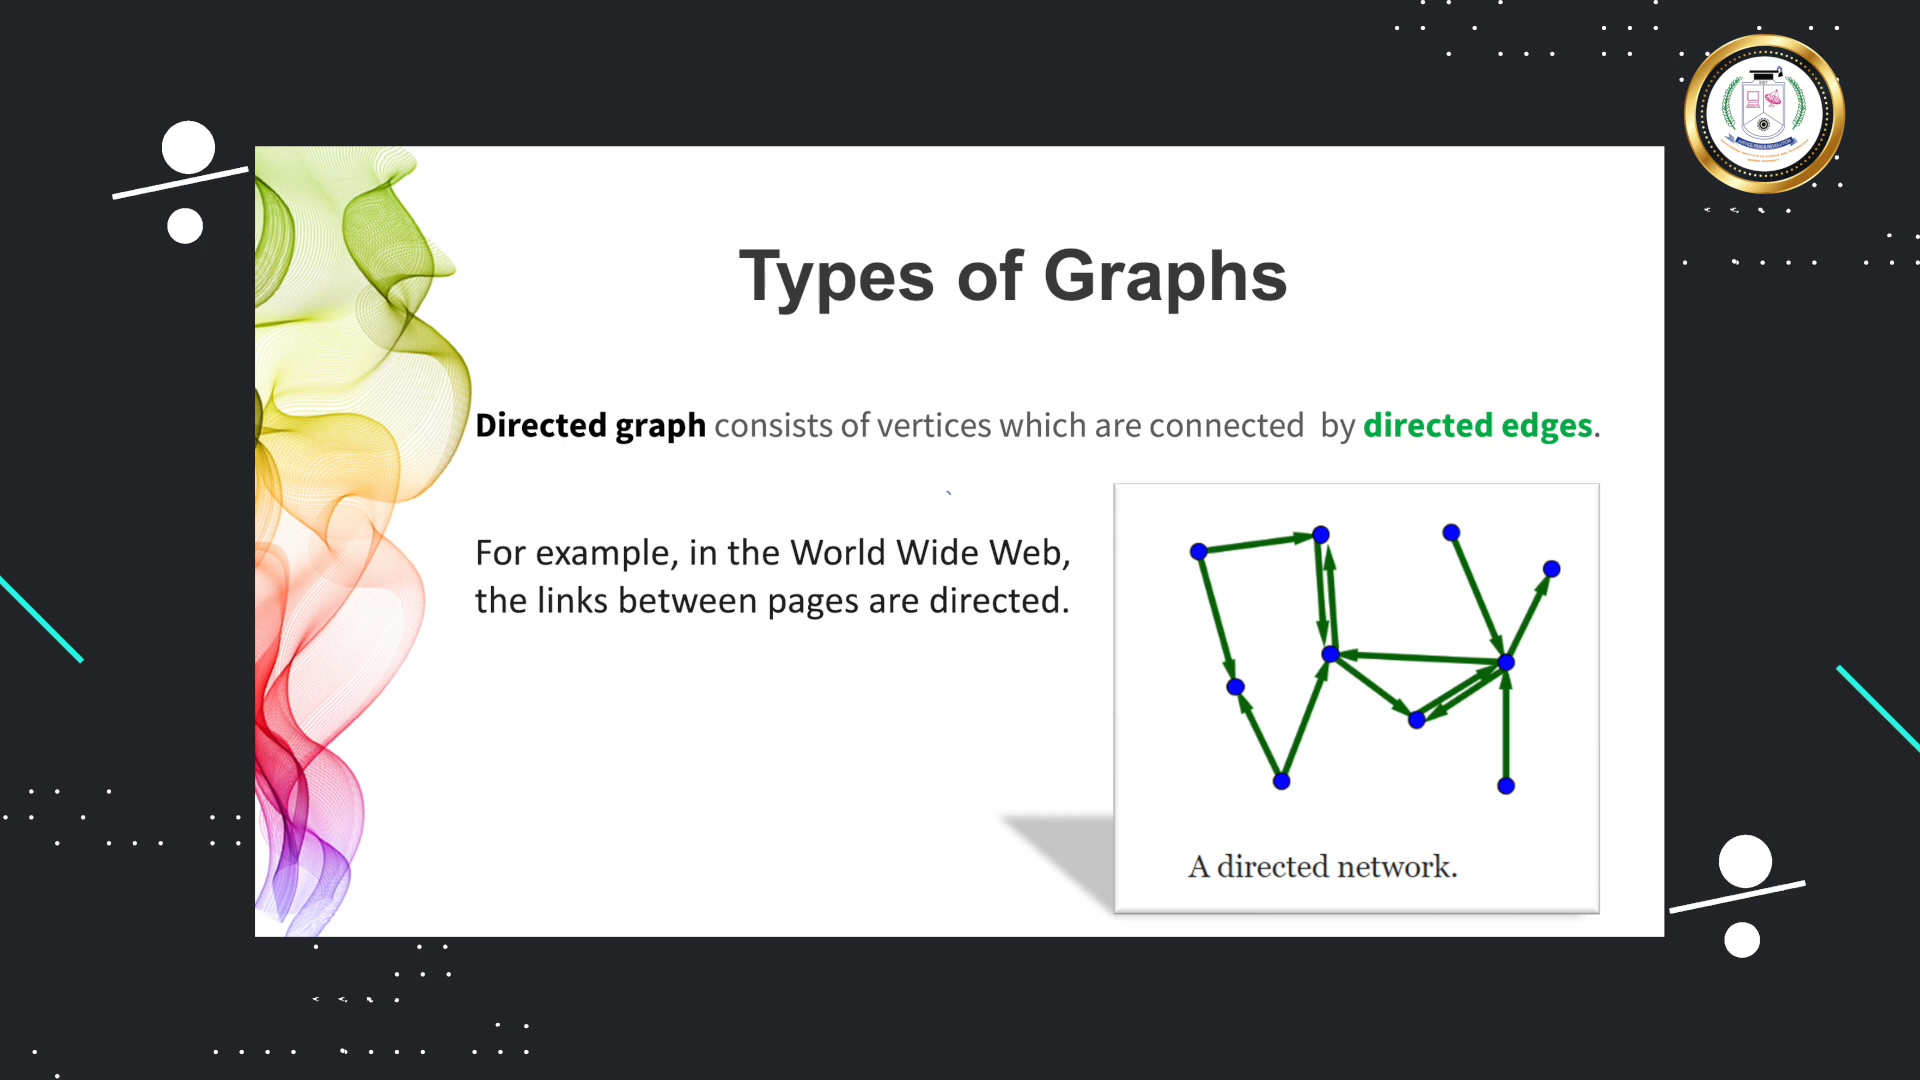 Types of Graphs
Directed graph consists of vertices which are connected by directed edges.
For example, in the World Wide Web,
the links between pages are directed.
A directed network.